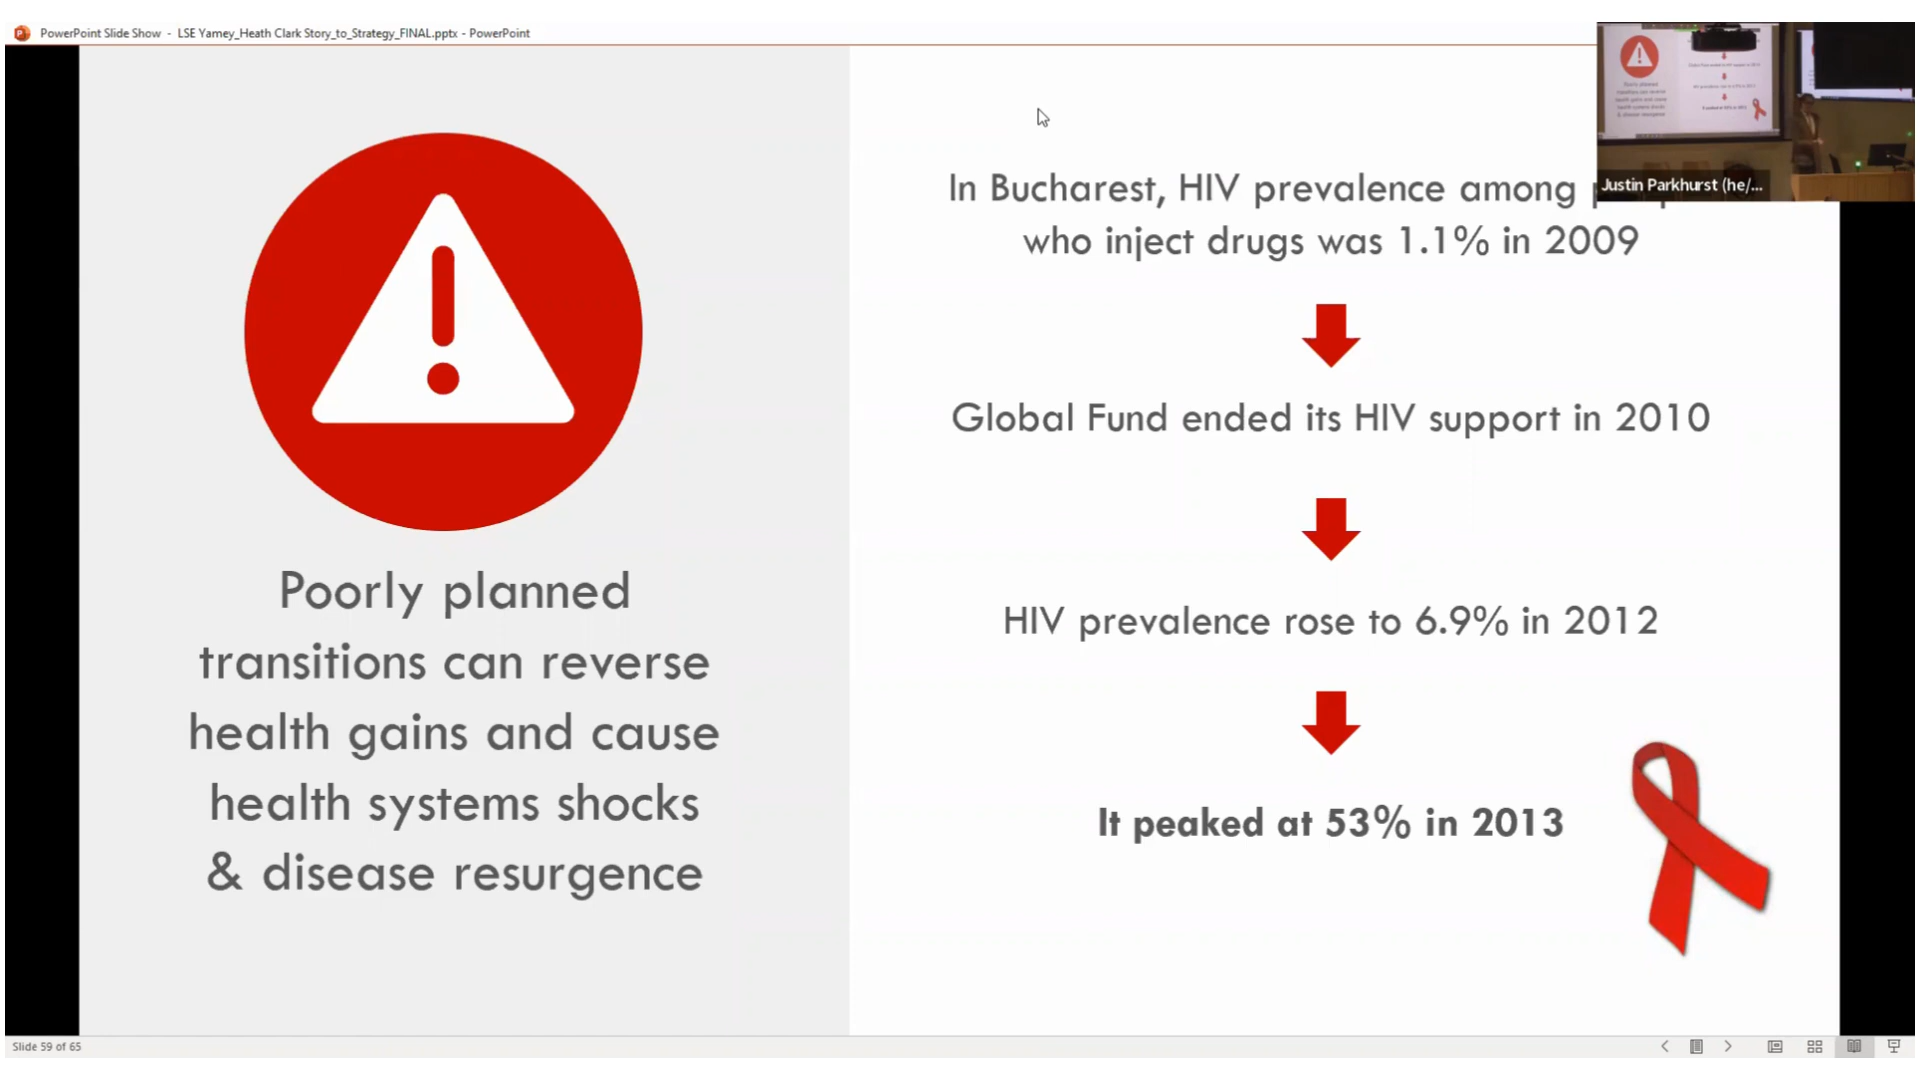 PowerPoint Slide Show - LSE Yamey_Heath Clark Story_to_Strategy_FINAL.pptx - PowerPoint
Justin Parkhurst (he/...
Poorly planned
transitions can reverse
health gains and cause
health systems shocks
& disease resurgence
In Bucharest, HIV prevalence among
who inject drugs was 1.1% in 2009
Global Fund ended its HIV support in 2010
HIV prevalence rose to 6.9% in 2012
It peaked at 53% in 2013
Slide 59 of 65